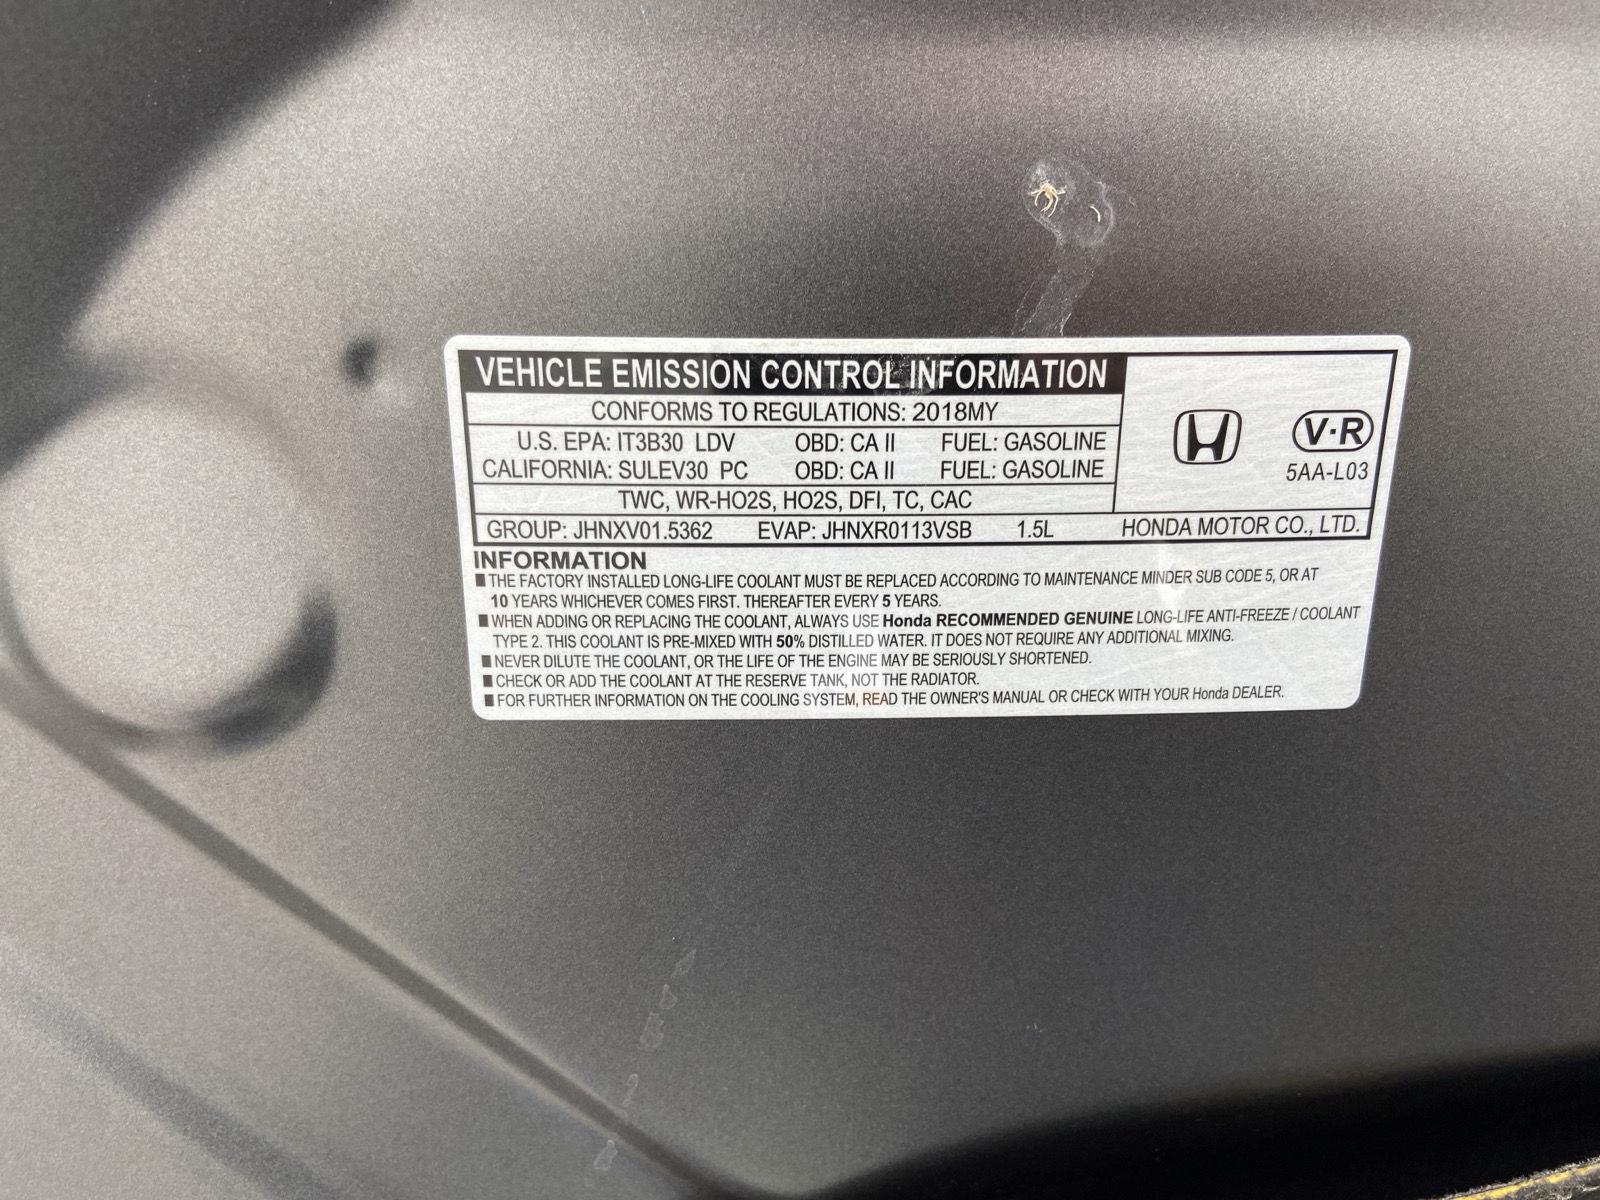 VEHICLE EMISSION CONTROL INFORMATION
CONFORMS TO REGULATIONS: 2018MY
U.S. EPA: IT3B30 LDV OBD: CA II FUEL: GASOLINE
CALIFORNIA: SULEV30 PC OBD: CA II FUEL: GASOLINE
TWC, WR-HO2S, HO2S, DFI, TC, CAC
GROUP: JHNXV01.5362 EVAP: JHNXR0113VSB 1.5L
V·R
5AA-L03
HONDA MOTOR CO., LTD.
INFORMATION
■ THE FACTORY INSTALLED LONG-LIFE COOLANT MUST BE REPLACED ACCORDING TO MAINTENANCE MINDER SUB CODE 5, OR AT
10 YEARS WHICHEVER COMES FIRST. THEREAFTER EVERY 5 YEARS.
■ WHEN ADDING OR REPLACING THE COOLANT, ALWAYS USE Honda RECOMMENDED GENUINE LONG-LIFE ANTI-FREEZE / COOLANT
TYPE 2. THIS COOLANT IS PRE-MIXED WITH 50% DISTILLED WATER. IT DOES NOT REQUIRE ANY ADDITIONAL MIXING.
■ NEVER DILUTE THE COOLANT, OR THE LIFE OF THE ENGINE MAY BE SERIOUSLY SHORTENED.
■ CHECK OR ADD THE COOLANT AT THE RESERVE TANK, NOT THE RADIATOR.
■ FOR FURTHER INFORMATION ON THE COOLING SYSTEM, READ THE OWNER'S MANUAL OR CHECK WITH YOUR Honda DEALER.